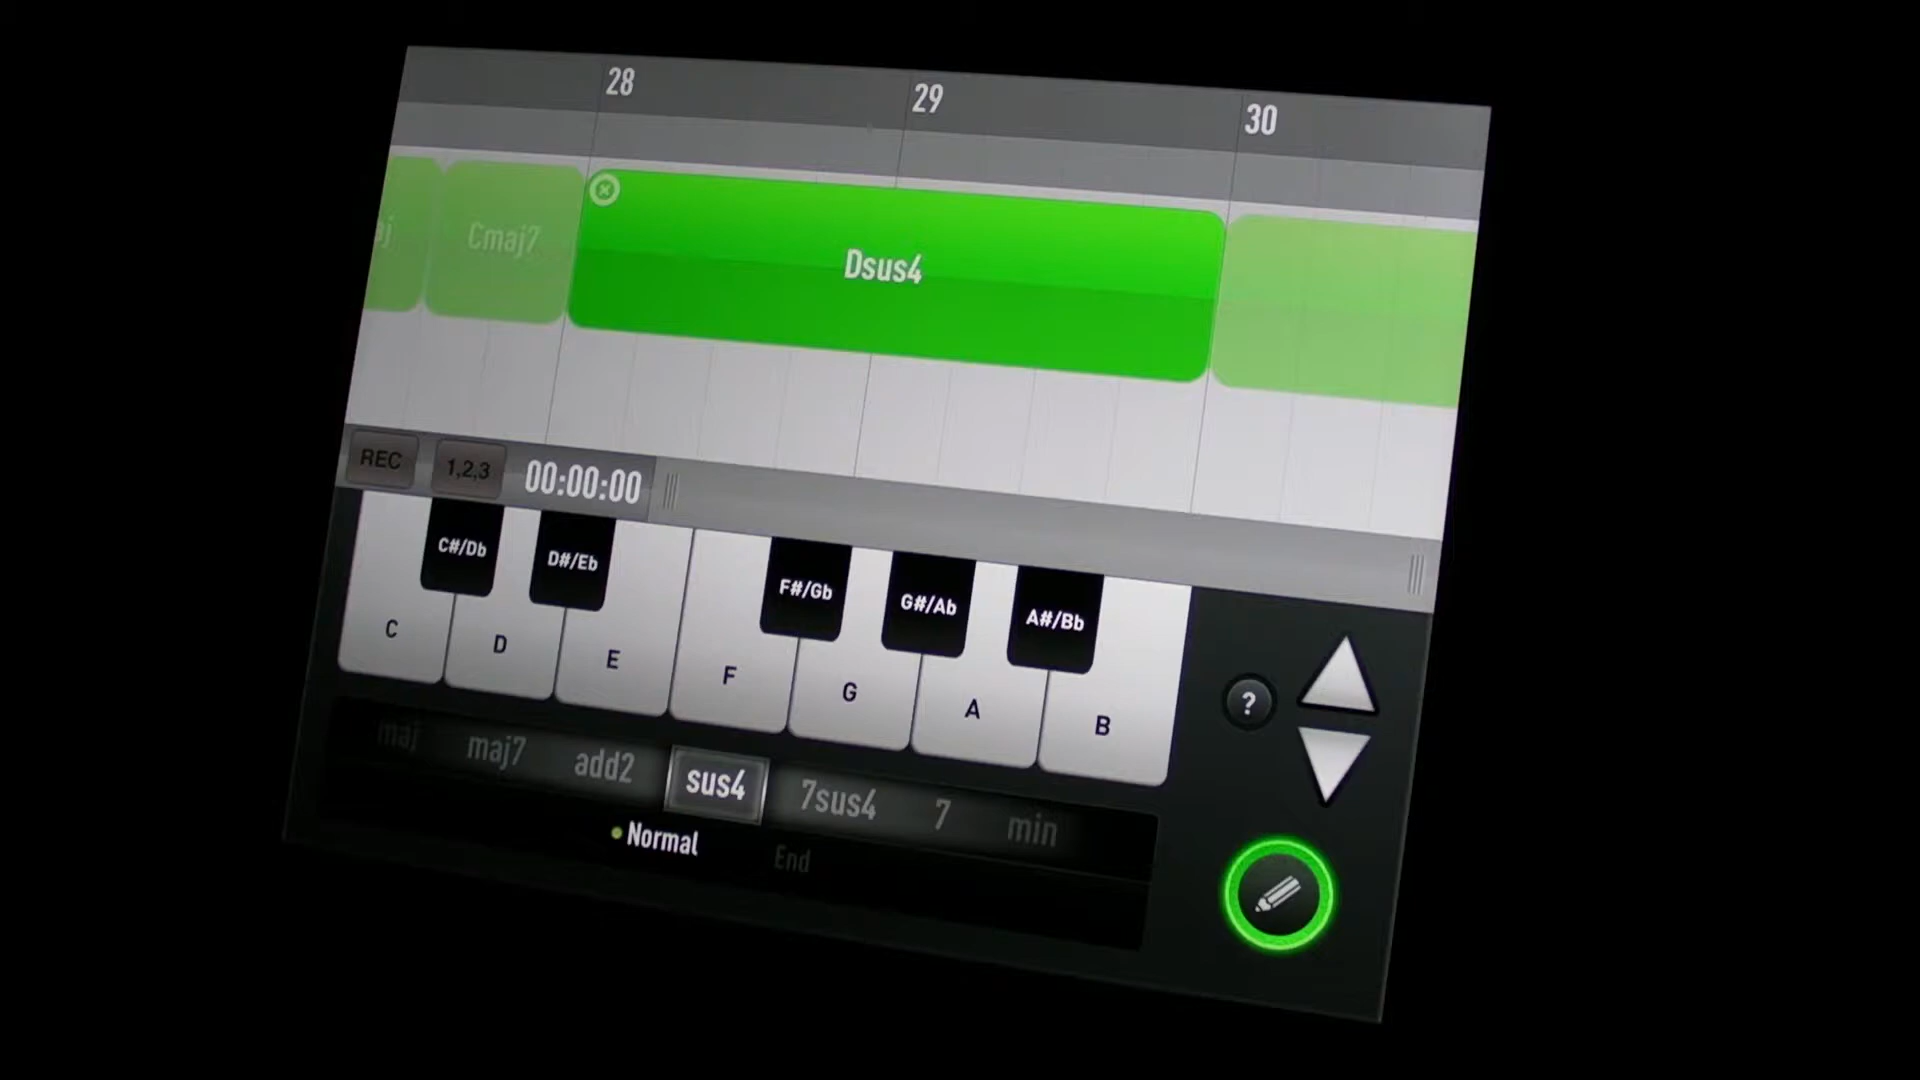 28 29 30
Cmaj7 Dsus4
REC 1,2,3 00:00:00
C#/Db D#/Eb F#/Gb G#/Ab A#/Bb
C D E F G A B
?
maj maj7 add2 sus4 7sus4 7 min
Normal End